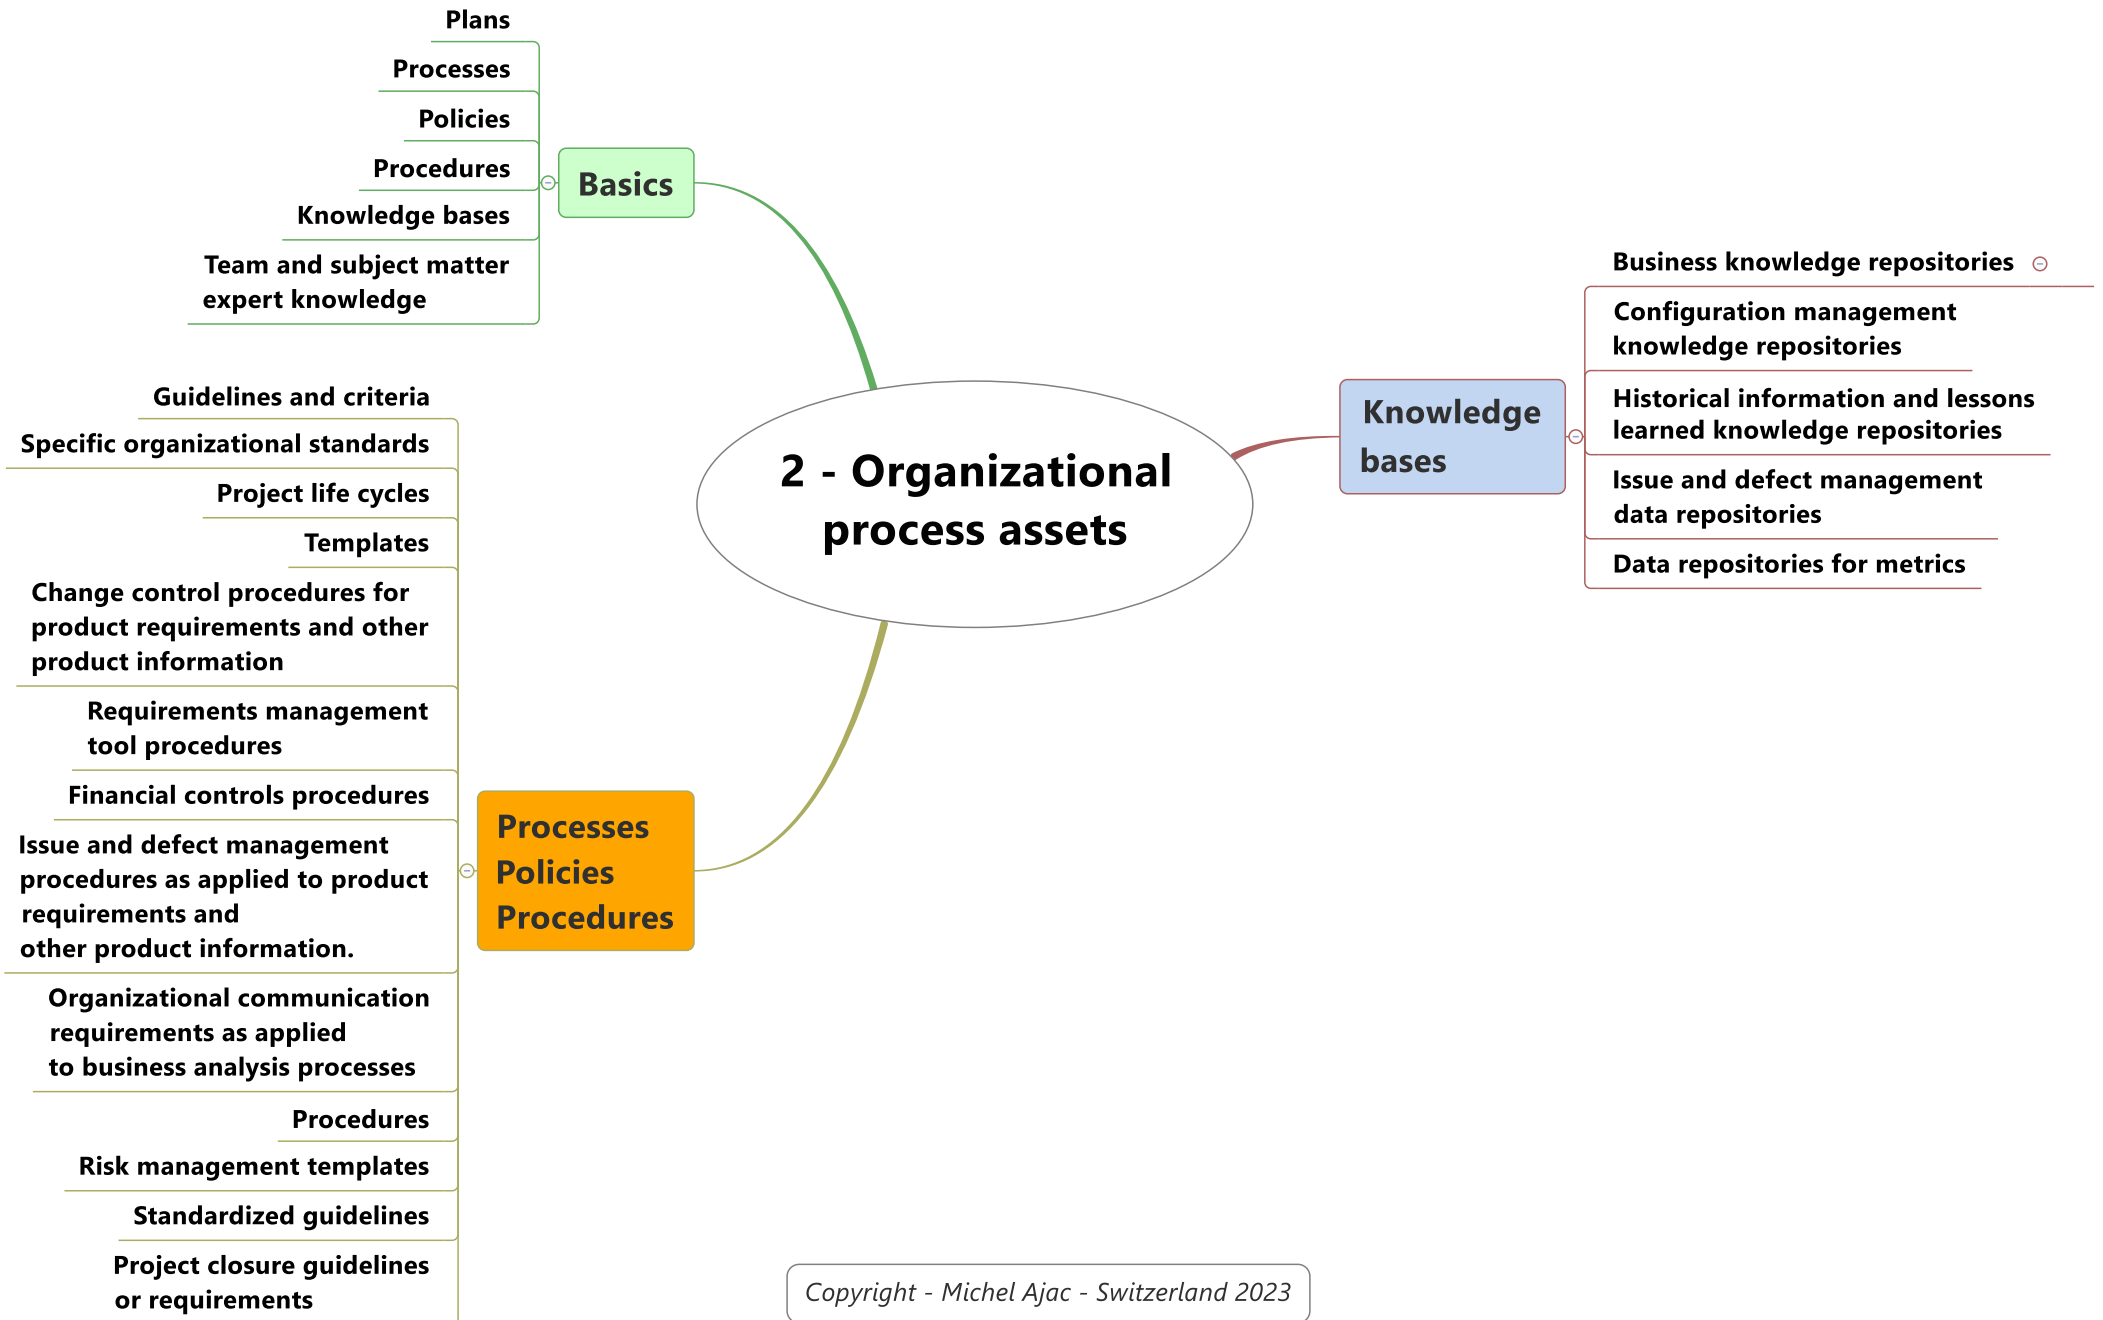 Plans
Processes
Policies
Procedures
Knowledge bases
Team and subject matter
expert knowledge
Basics
Guidelines and criteria
Specific organizational standards
Project life cycles
Templates
Change control procedures for
product requirements and other
product information
Requirements management
tool procedures
Financial controls procedures
Issue and defect management
procedures as applied to product
requirements and
other product information.
Organizational communication
requirements as applied
to business analysis processes
Procedures
Risk management templates
Standardized guidelines
Project closure guidelines
or requirements
Processes
Policies
Procedures
2 - Organizational
process assets
Knowledge
bases
Business knowledge repositories
Configuration management
knowledge repositories
Historical information and lessons
learned knowledge repositories
Issue and defect management
data repositories
Data repositories for metrics
Copyright - Michel Ajac - Switzerland 2023